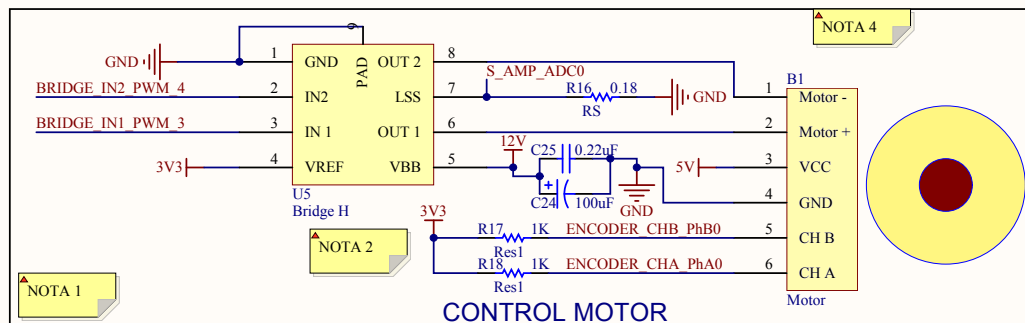 NOTA 4
GND
1
GND
PAD
9
OUT 2
8
S_AMP_ADC0
B1
BRIDGE_IN2_PWM_4
2
IN2
LSS
7
R16
0.18
RS
GND
1
Motor -
BRIDGE_IN1_PWM_3
3
IN 1
OUT 1
6
2
Motor +
3V3
4
VREF
VBB
5
12V
C25
0.22uF
5V
3
VCC
U5
Bridge H
+
C24
100uF
GND
4
GND
3V3
R17
1K
ENCODER_CHB_PhB0
5
CH B
Res1
NOTA 2
R18
1K
ENCODER_CHA_PhA0
6
CH A
Res1
NOTA 1
Motor
CONTROL MOTOR